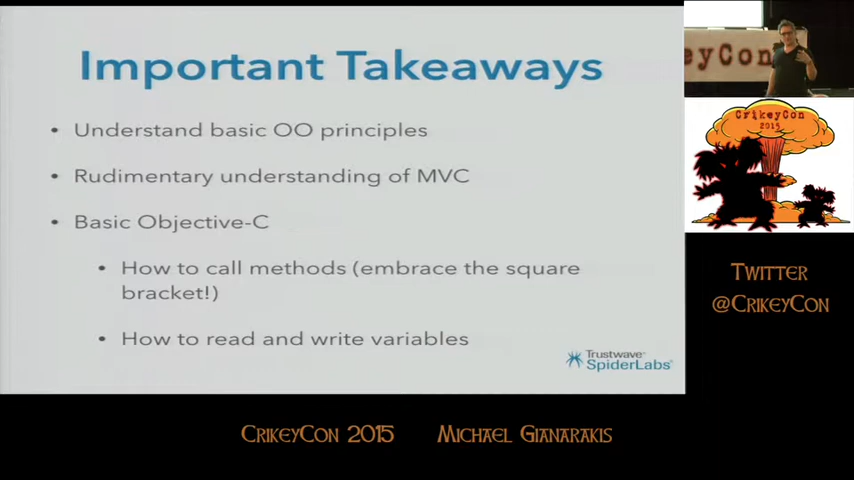 Important Takeaways
• Understand basic OO principles
• Rudimentary understanding of MVC
• Basic Objective-C
• How to call methods (embrace the square
bracket!)
• How to read and write variables
Trustwave®
SpiderLabs®
eyCon
CrikeyCon
2015
Twitter
@CrikeyCon
CrikeyCon 2015 Michael Gianarakis